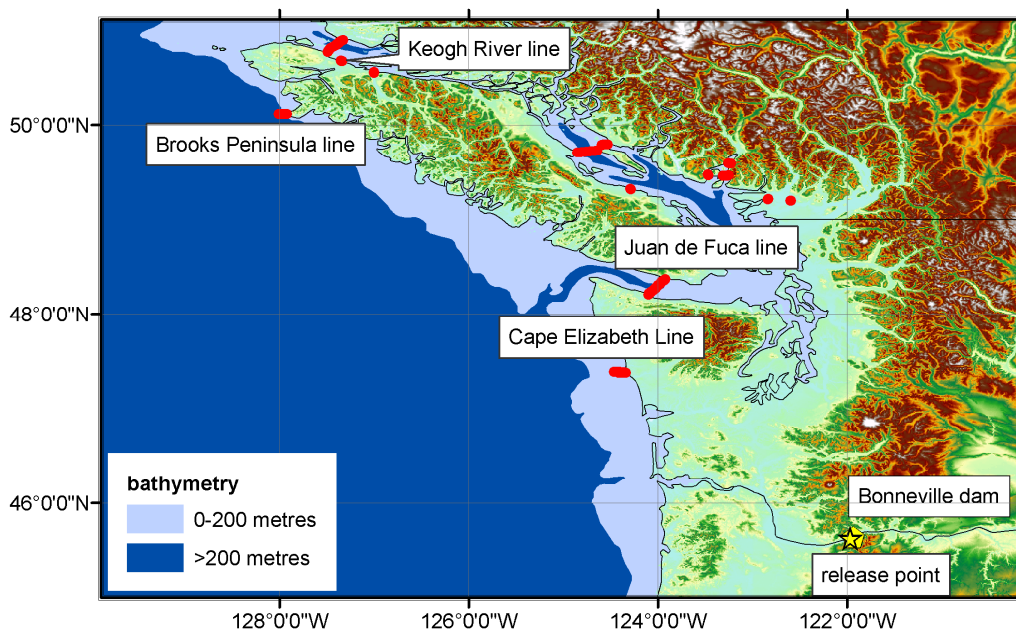 Keogh River line
50°0'0"N
Brooks Peninsula line
Juan de Fuca line
48°0'0"N
Cape Elizabeth Line
bathymetry
0-200 metres
>200 metres
46°0'0"N
Bonneville dam
release point
128°0'0"W
126°0'0"W
124°0'0"W
122°0'0"W